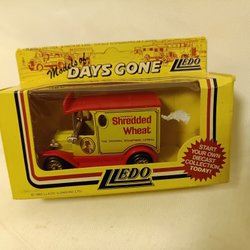 Models of
DAYS GONE
LLEDO
Shredded
Wheat
LLEDO
START
YOUR OWN
DIECAST
COLLECTION
TODAY!